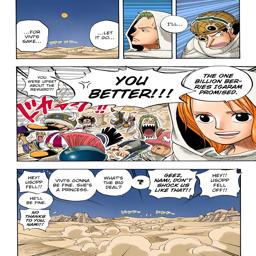 ...FOR
VIVI'S
SAKE...
...LET IT
GO...
I'LL...
YOU
WERE UPSET
ABOUT THE
REWARD?!
YOU
BETTER!!!
THE ONE
BILLION BER-
RIES IGARAM
PROMISED.
HEY!!
USOPP
FELL!!
HE'LL
BE FINE.
NO
THANKS
TO YOU,
NAMI!!
VIVI'S GONNA
BE FINE. SHE'S
A PRINCESS.
WHAT'S
THE BIG
DEAL?
?
GEEZ,
NAMI, DON'T
SHOCK US
LIKE THAT!!
HEY!!
USOPP
FELL
OFF!!